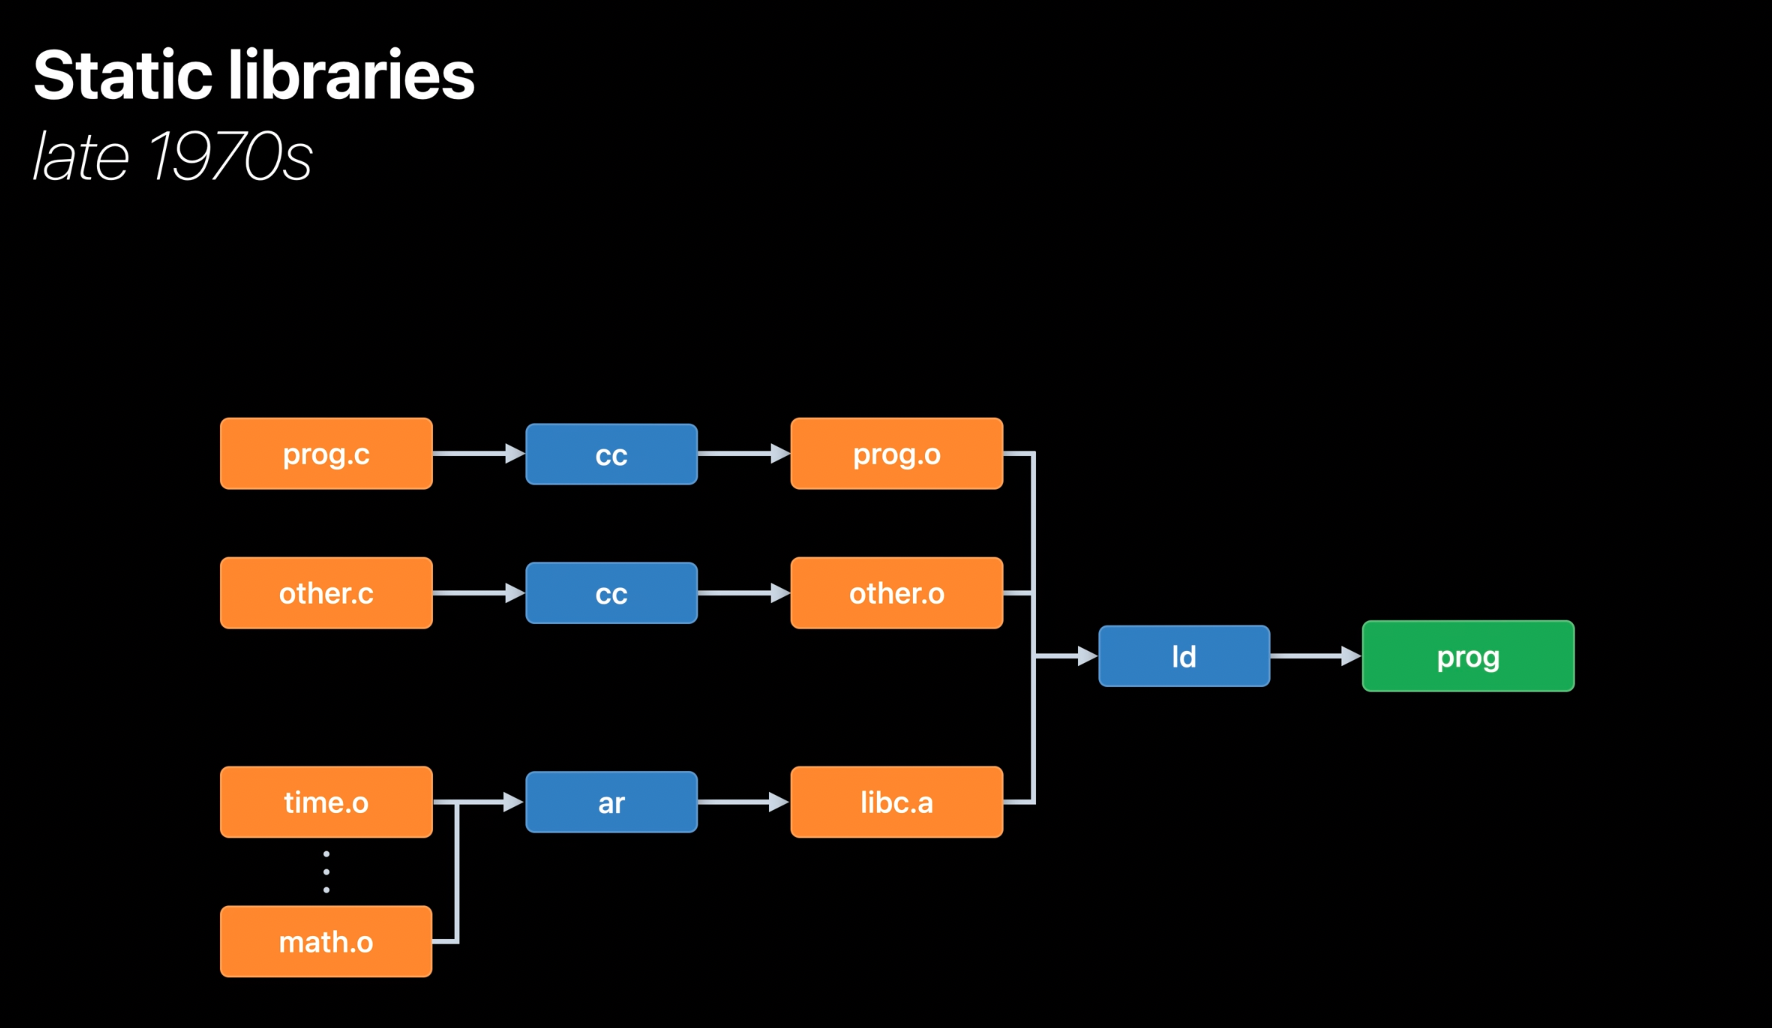 Static libraries
late 1970s
prog.c
cc
prog.o
other.c
cc
other.o
ld
prog
time.o
ar
libc.a
math.o